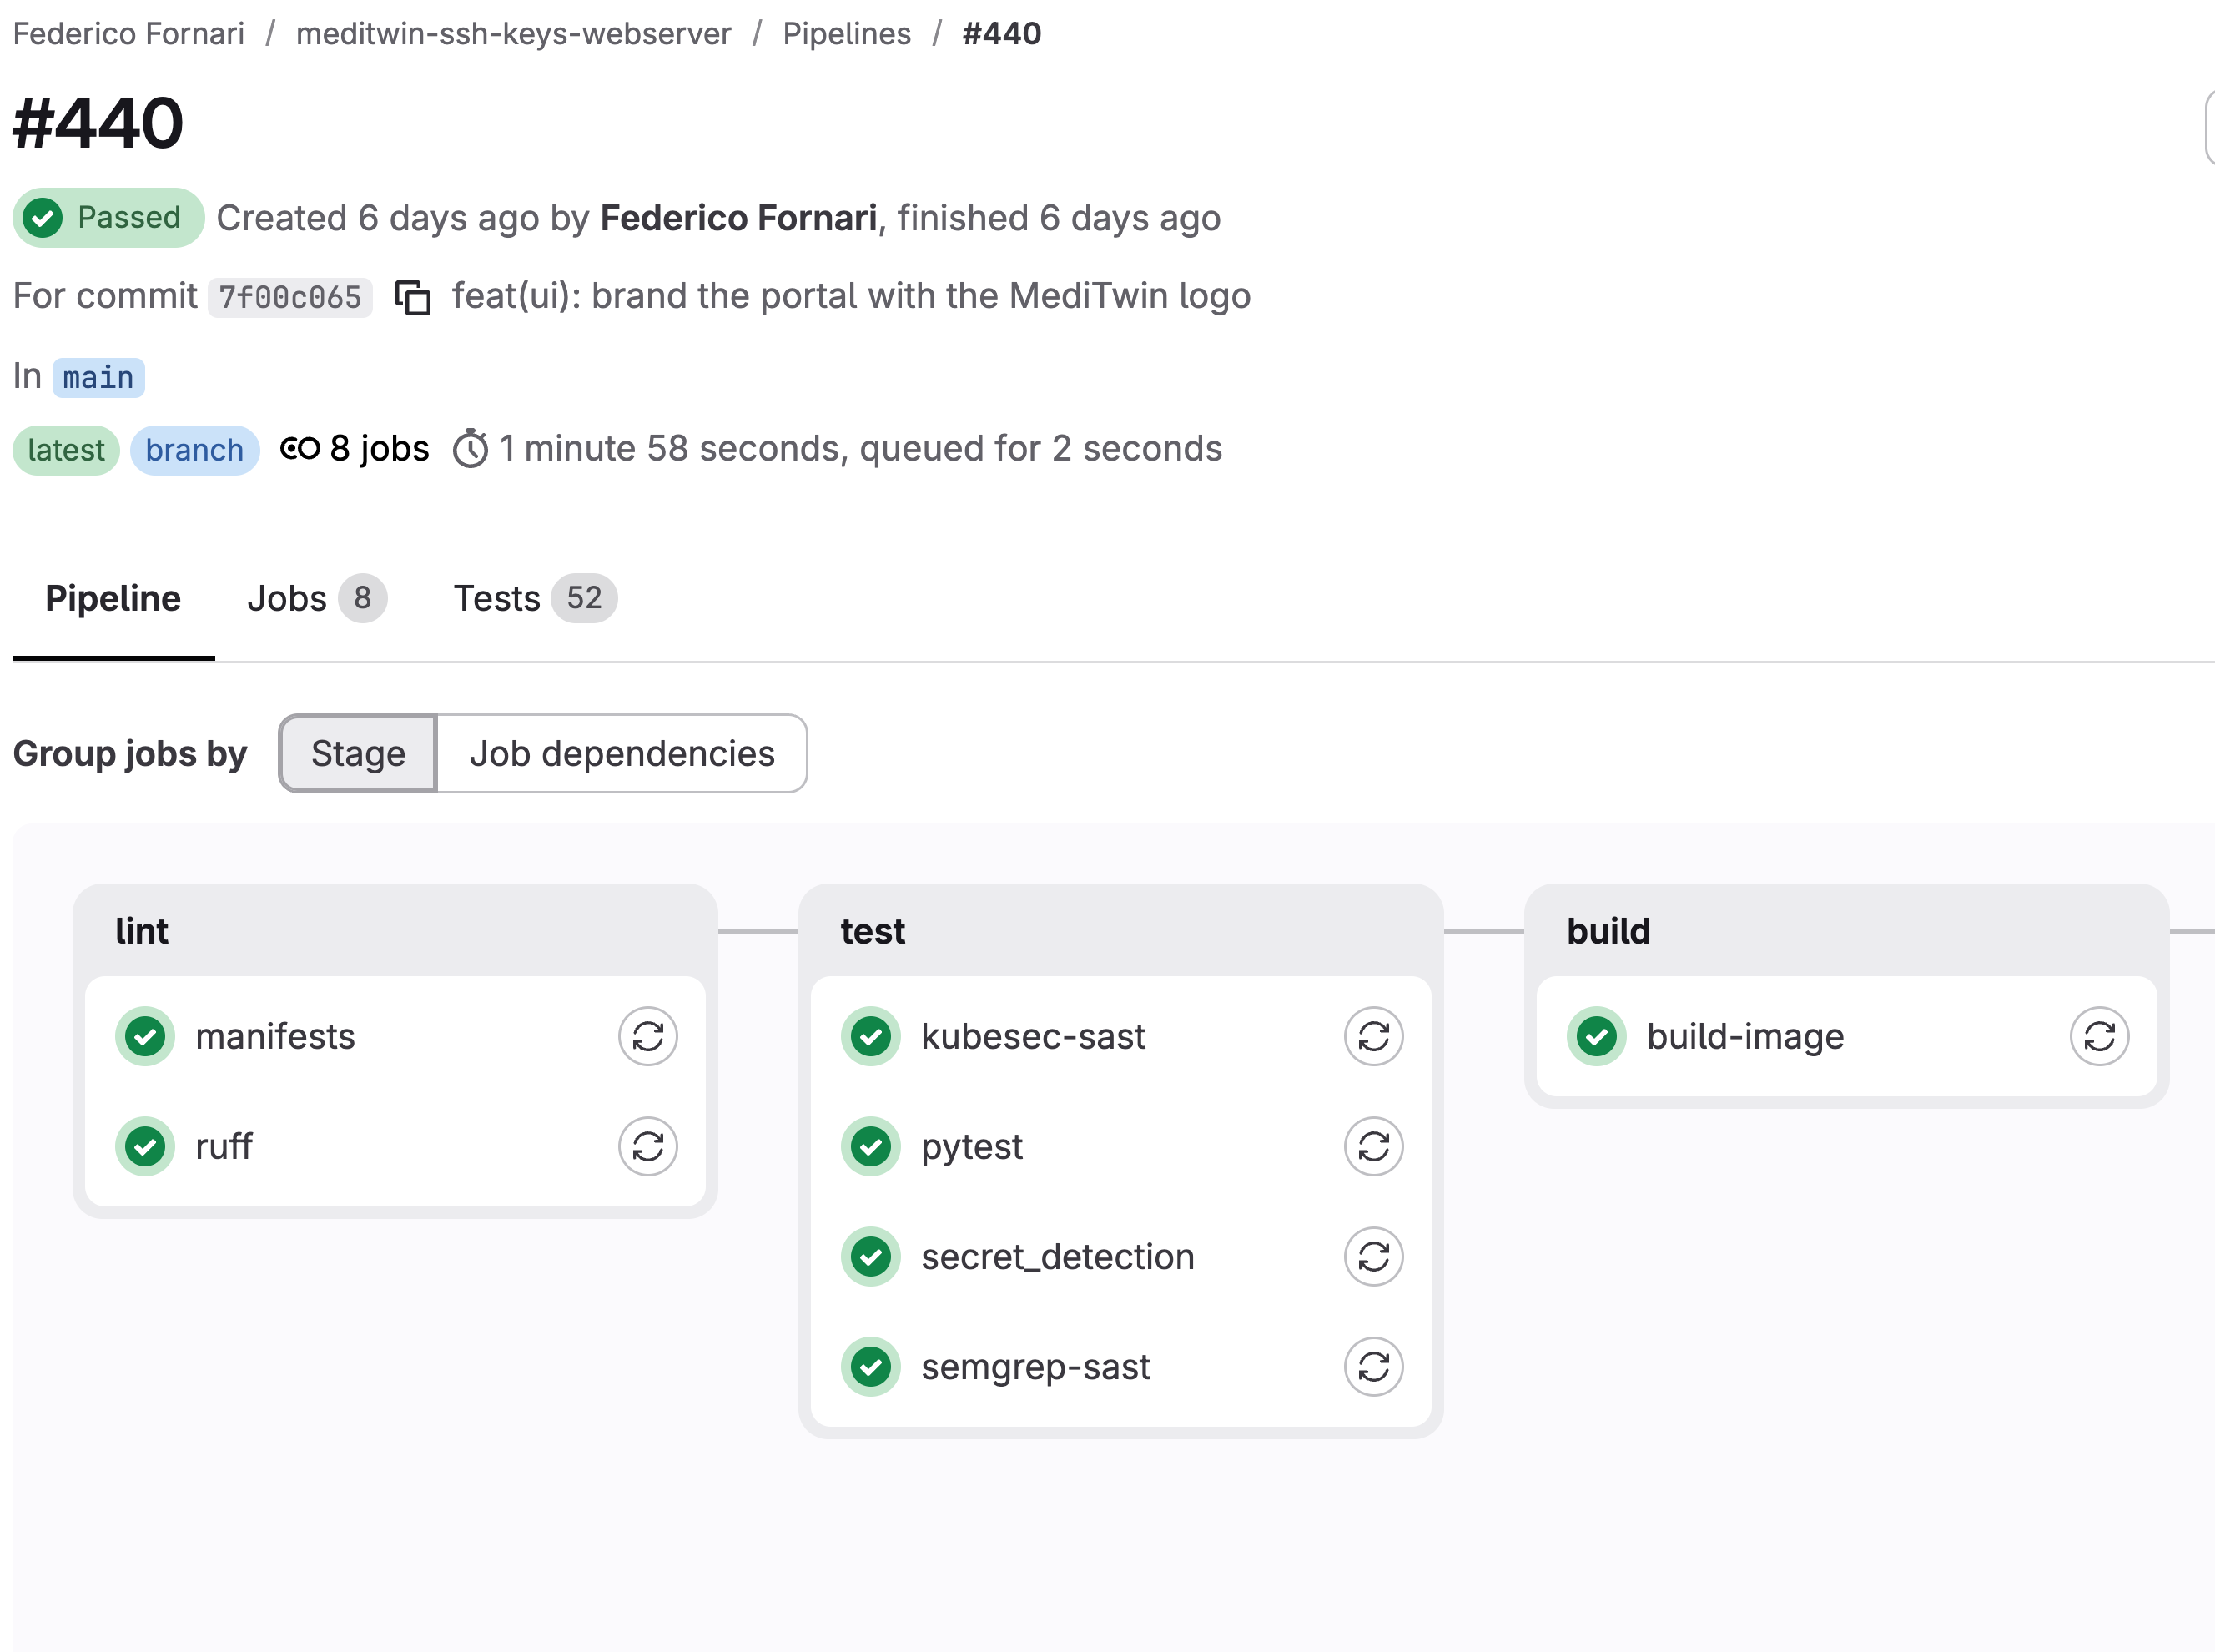 Federico Fornari / meditwin-ssh-keys-webserver / Pipelines / #440
#440
Passed Created 6 days ago by Federico Fornari, finished 6 days ago
For commit 7f00c065 feat(ui): brand the portal with the MediTwin logo
In main
latest branch 8 jobs 1 minute 58 seconds, queued for 2 seconds
Pipeline Jobs 8 Tests 52
Group jobs by Stage Job dependencies
lint
manifests
ruff
test
kubesec-sast
pytest
secret_detection
semgrep-sast
build
build-image